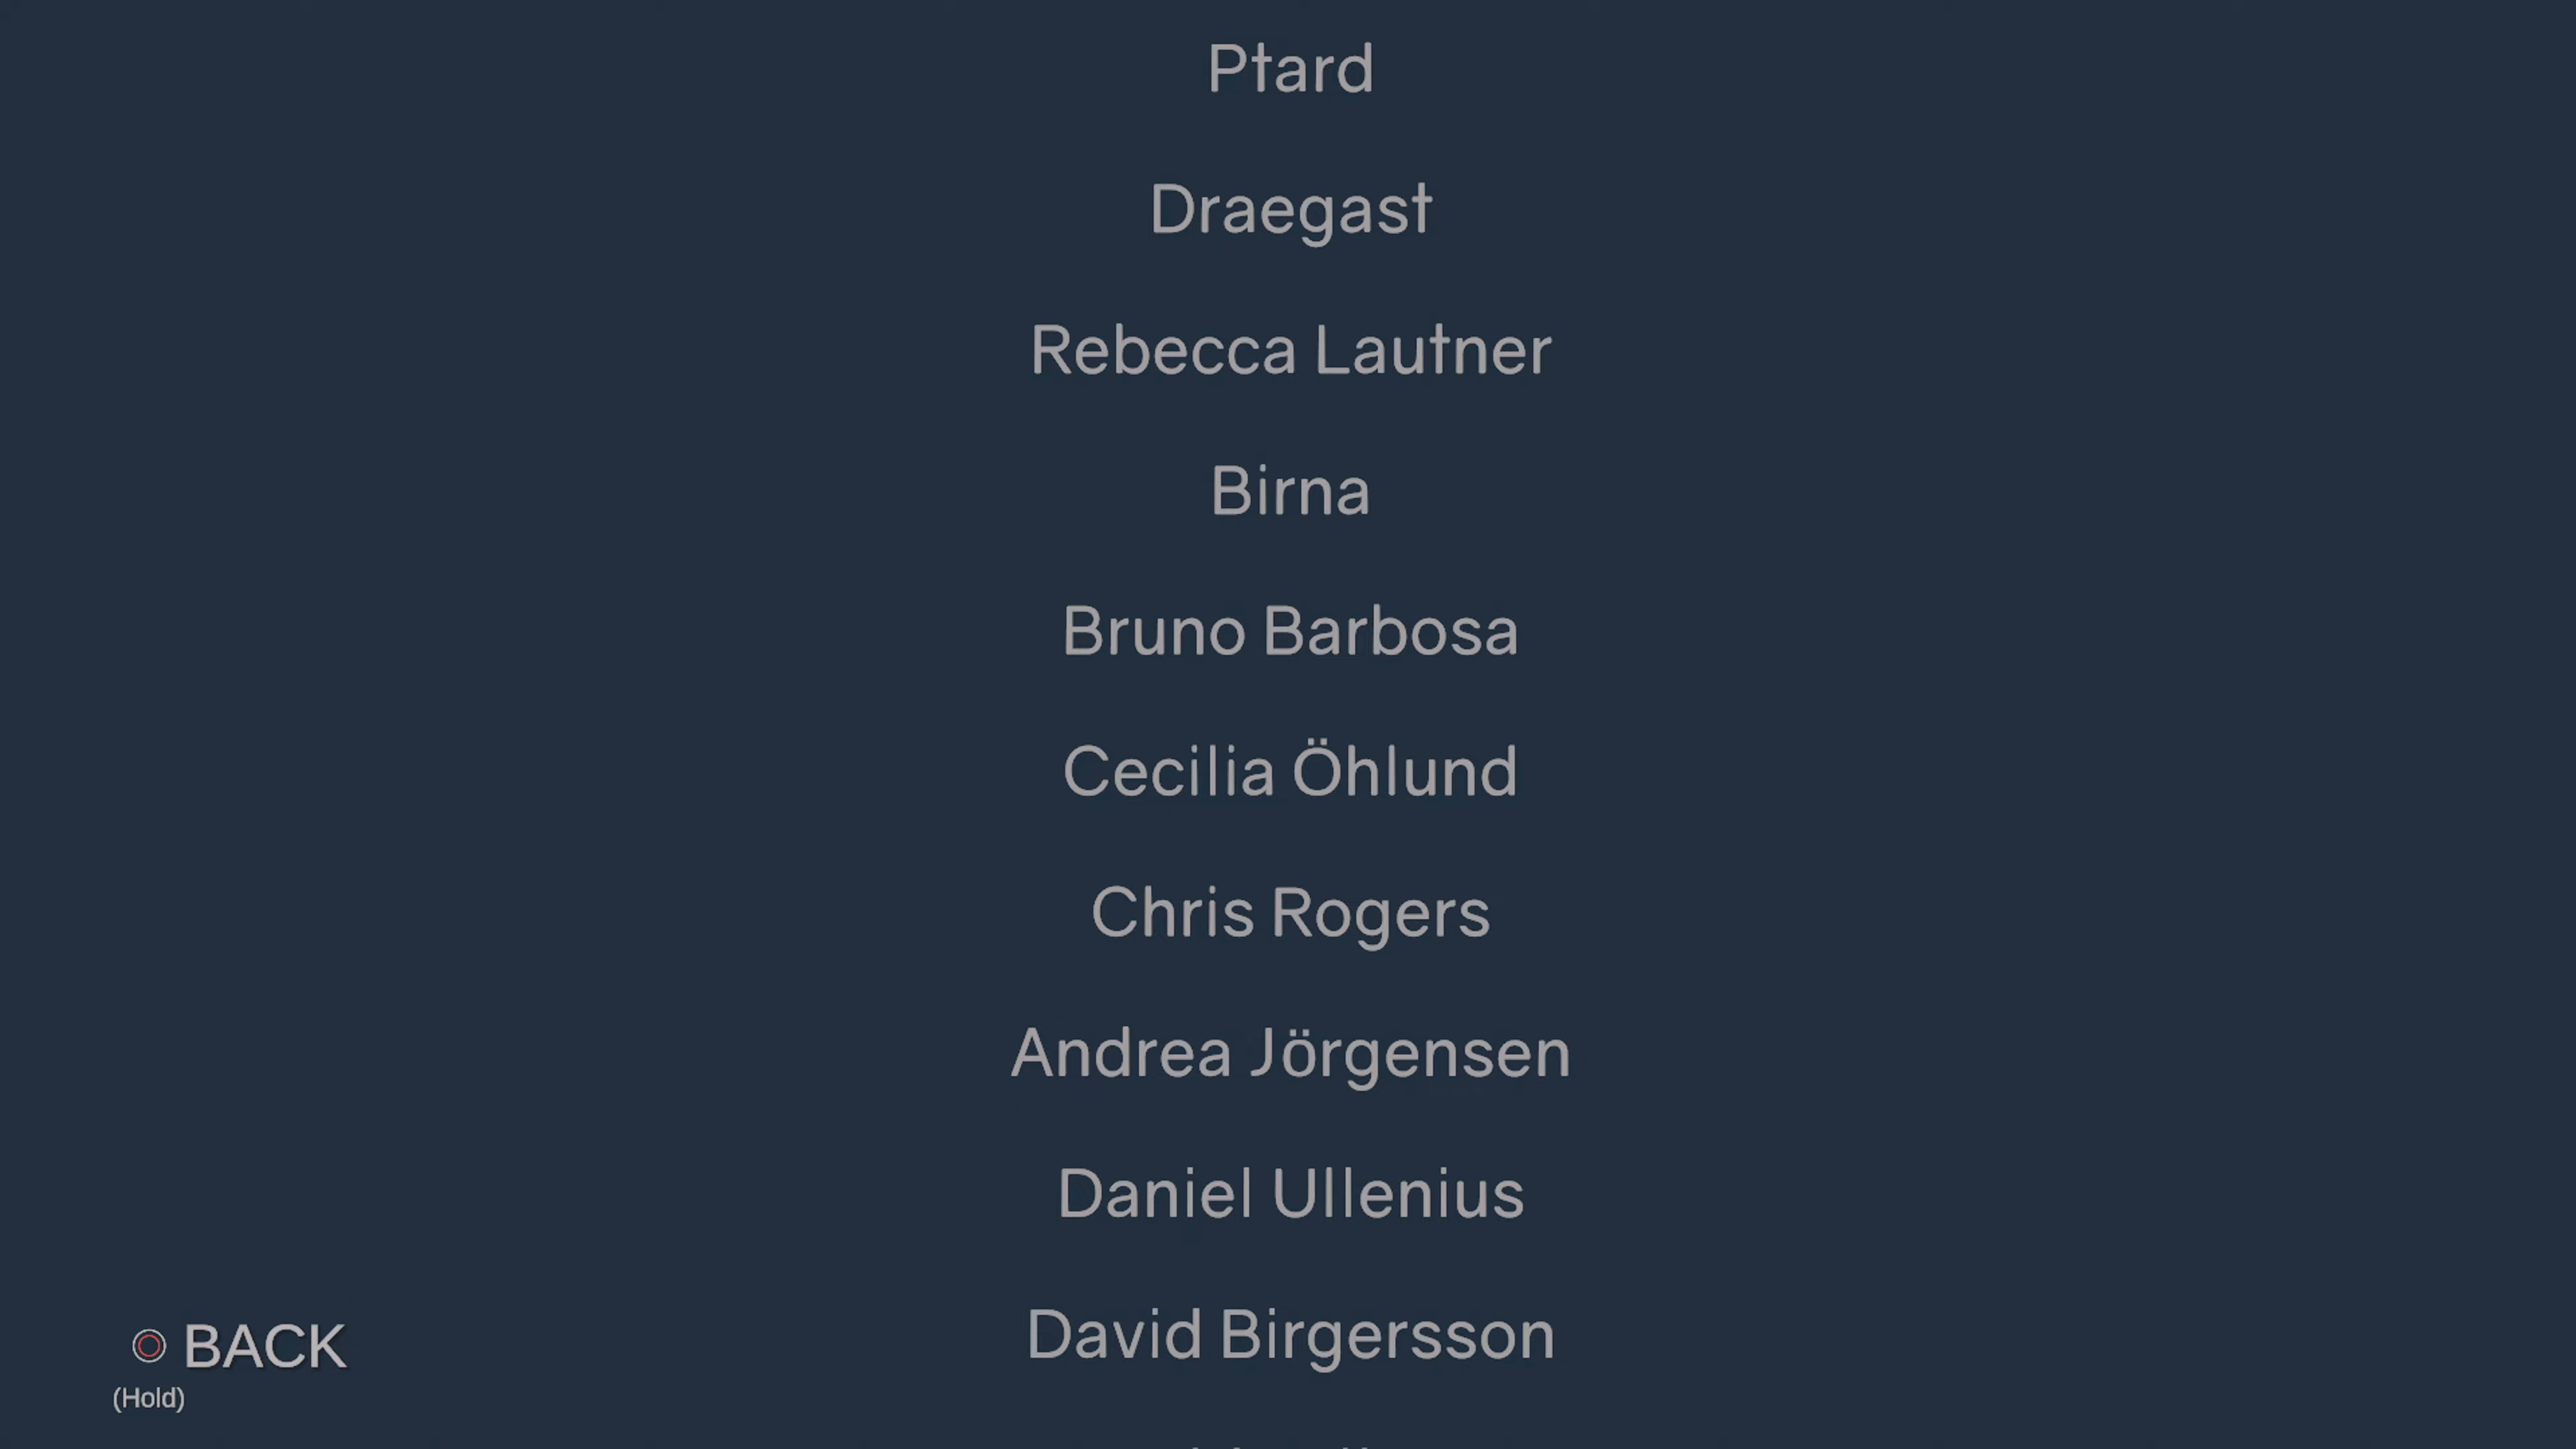 Ptard
Draegast
Rebecca Lautner
Birna
Bruno Barbosa
Cecilia Öhlund
Chris Rogers
Andrea Jörgensen
Daniel Ullenius
David Birgersson
BACK
(Hold)